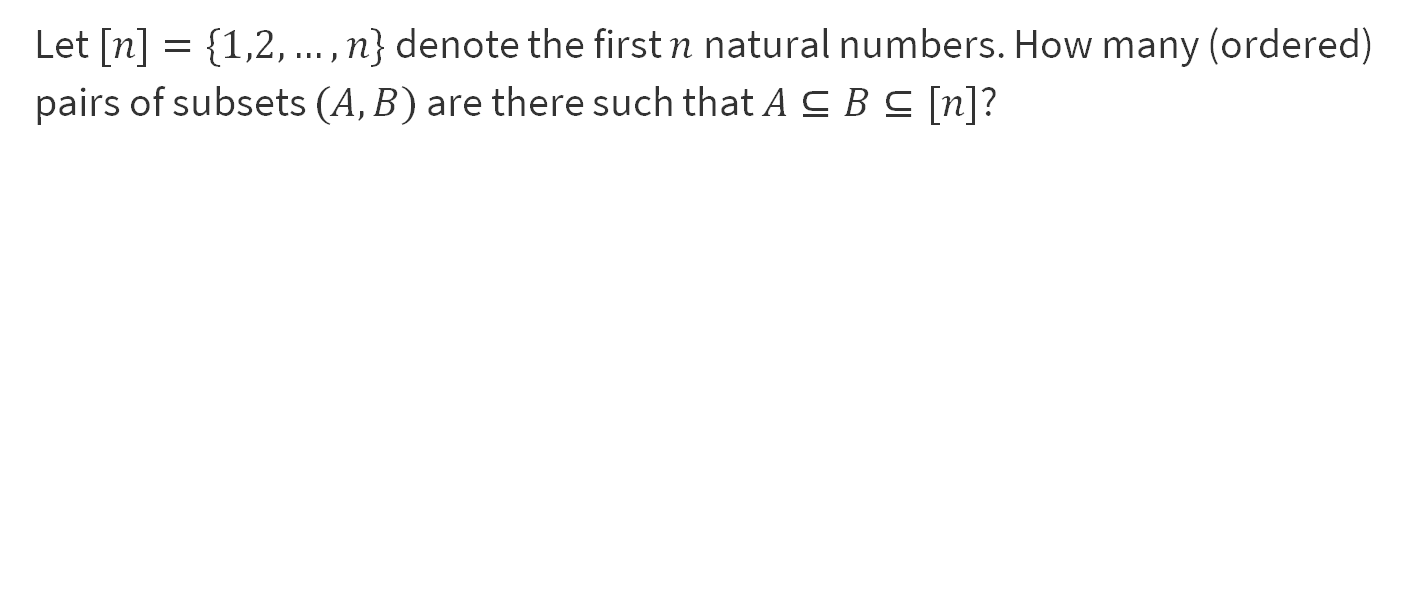 Let [n] = {1,2, … , n} denote the first n natural numbers. How many (ordered)
pairs of subsets (A, B) are there such that A ⊆ B ⊆ [n]?